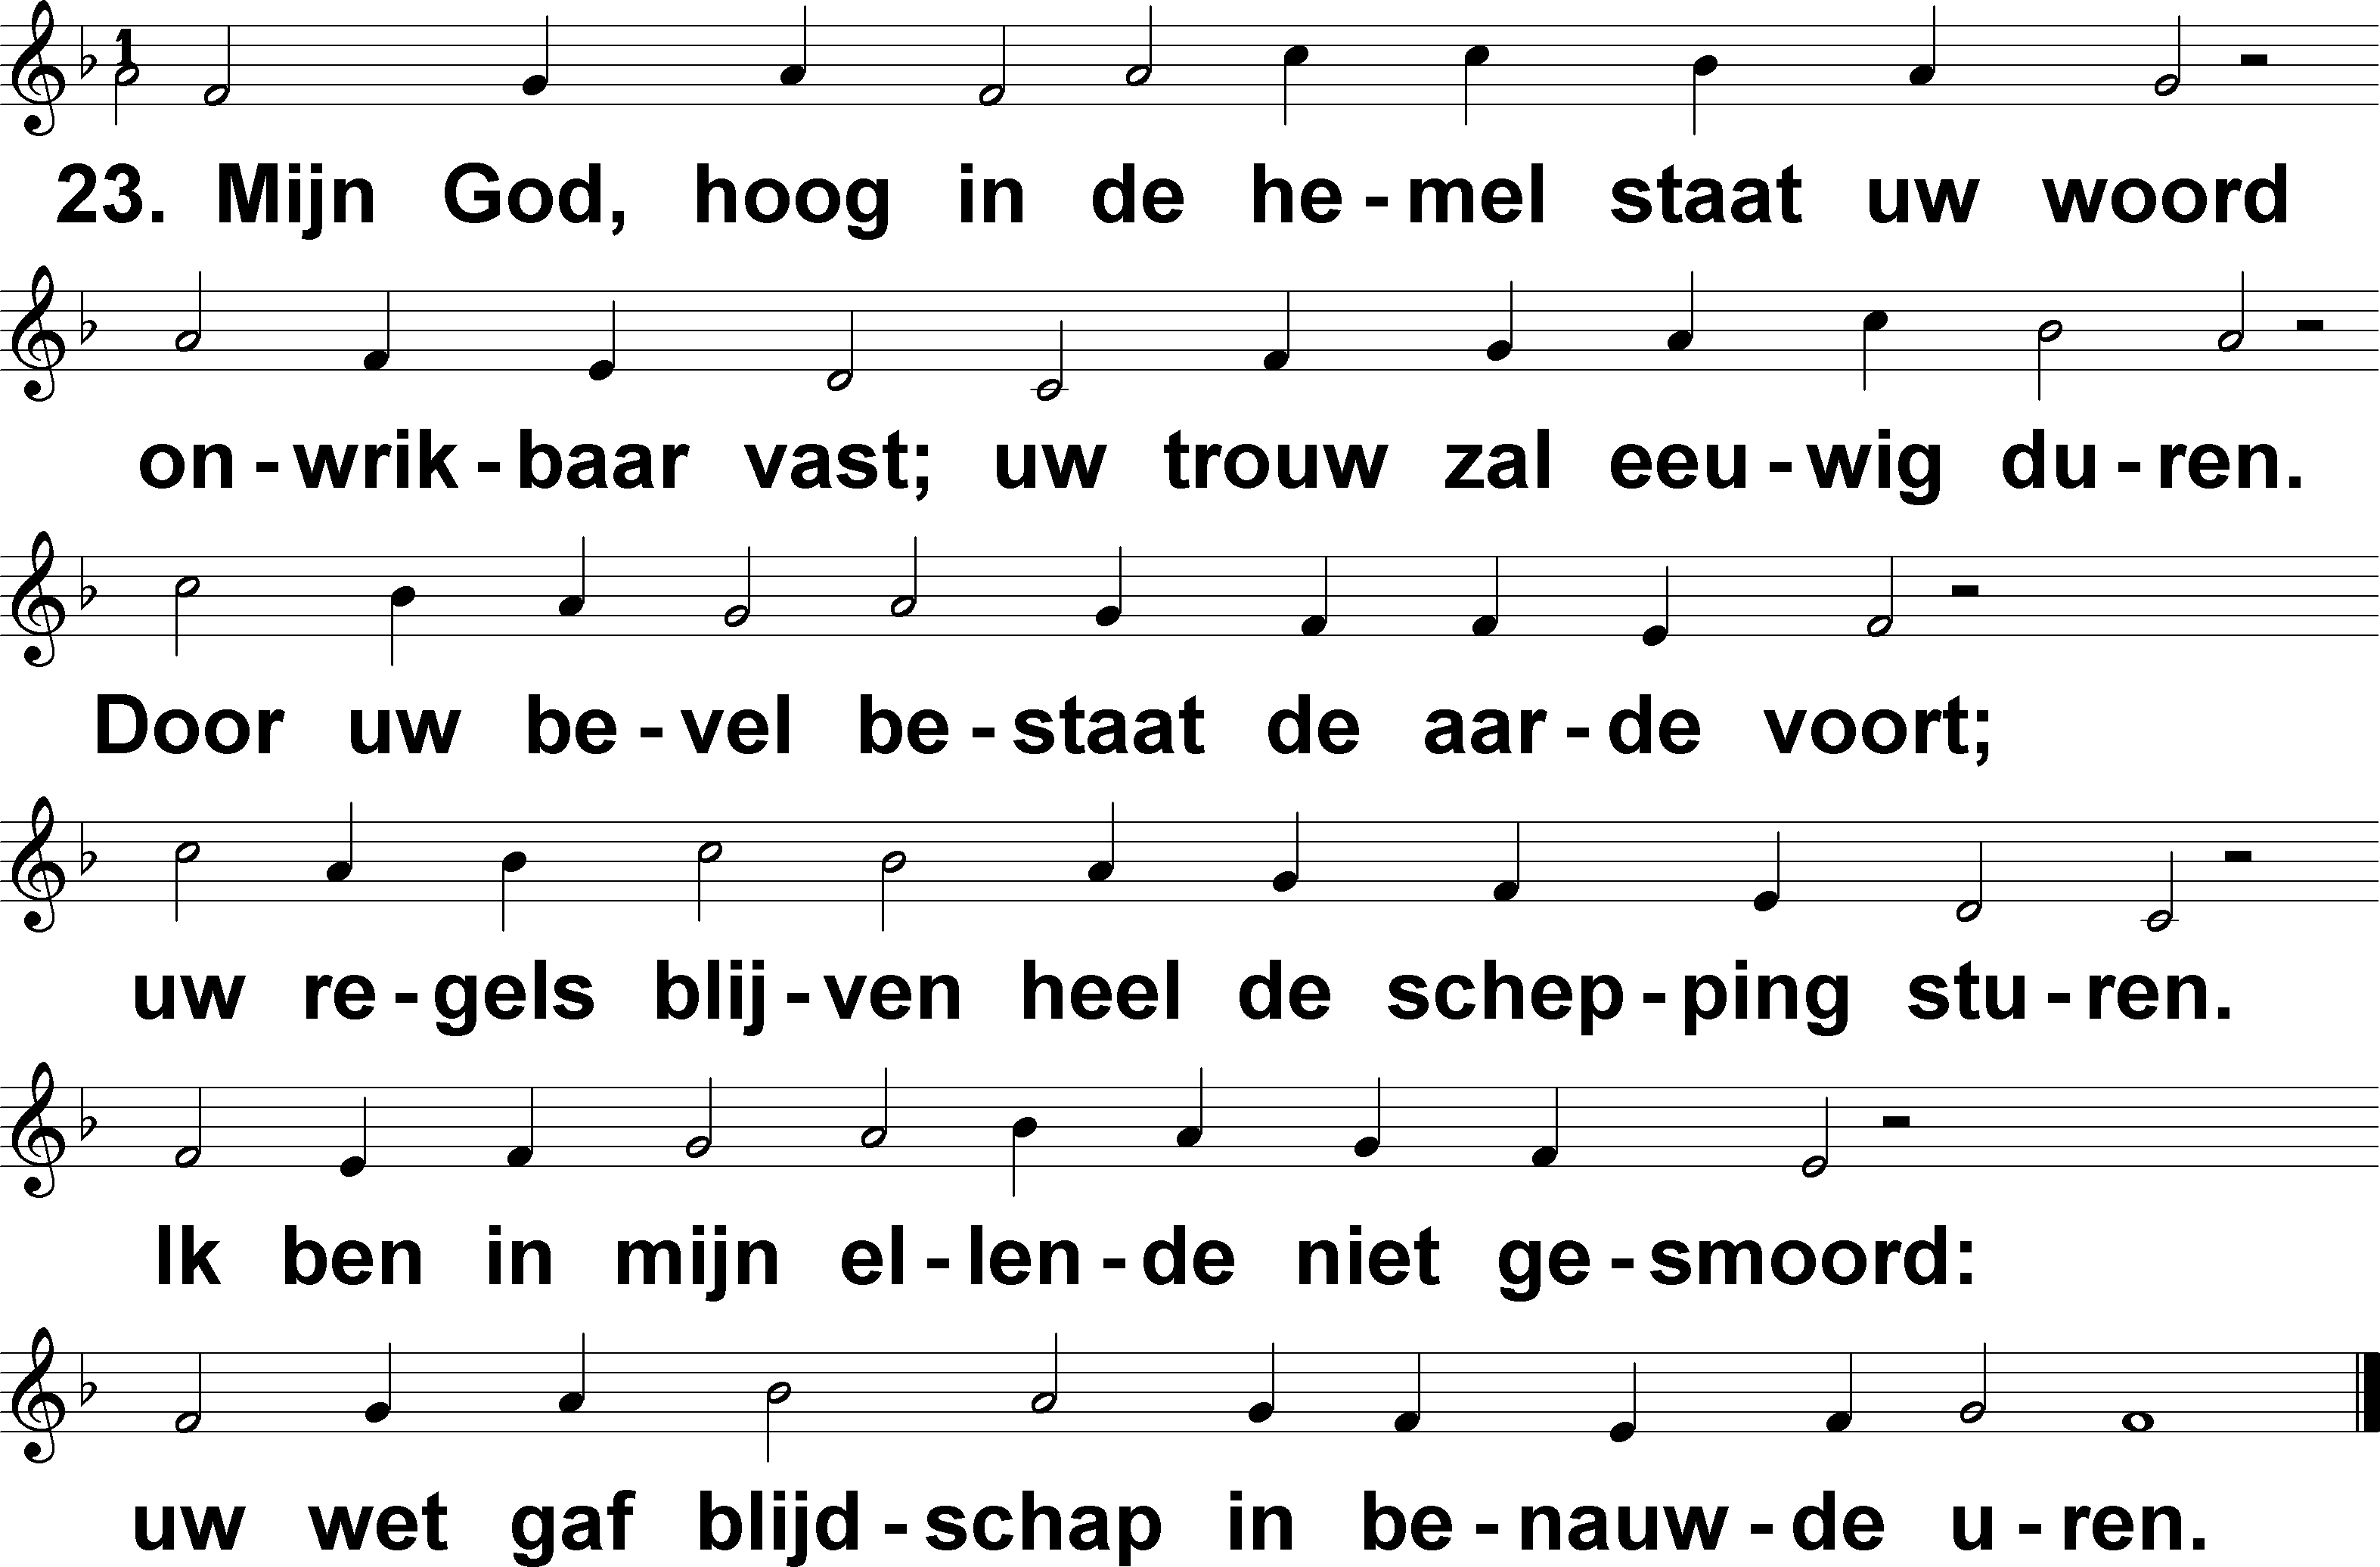 1
23. Mijn God, hoog in de he - mel staat uw woord
on - wrik - baar vast; uw trouw zal eeu - wig du - ren.
Door uw be - vel be - staat de aar - de voort;
uw re - gels blij - ven heel de schep - ping stu - ren.
Ik ben in mijn el - len - de niet ge - smoord:
uw wet gaf blijd - schap in be - nauw - de u - ren.